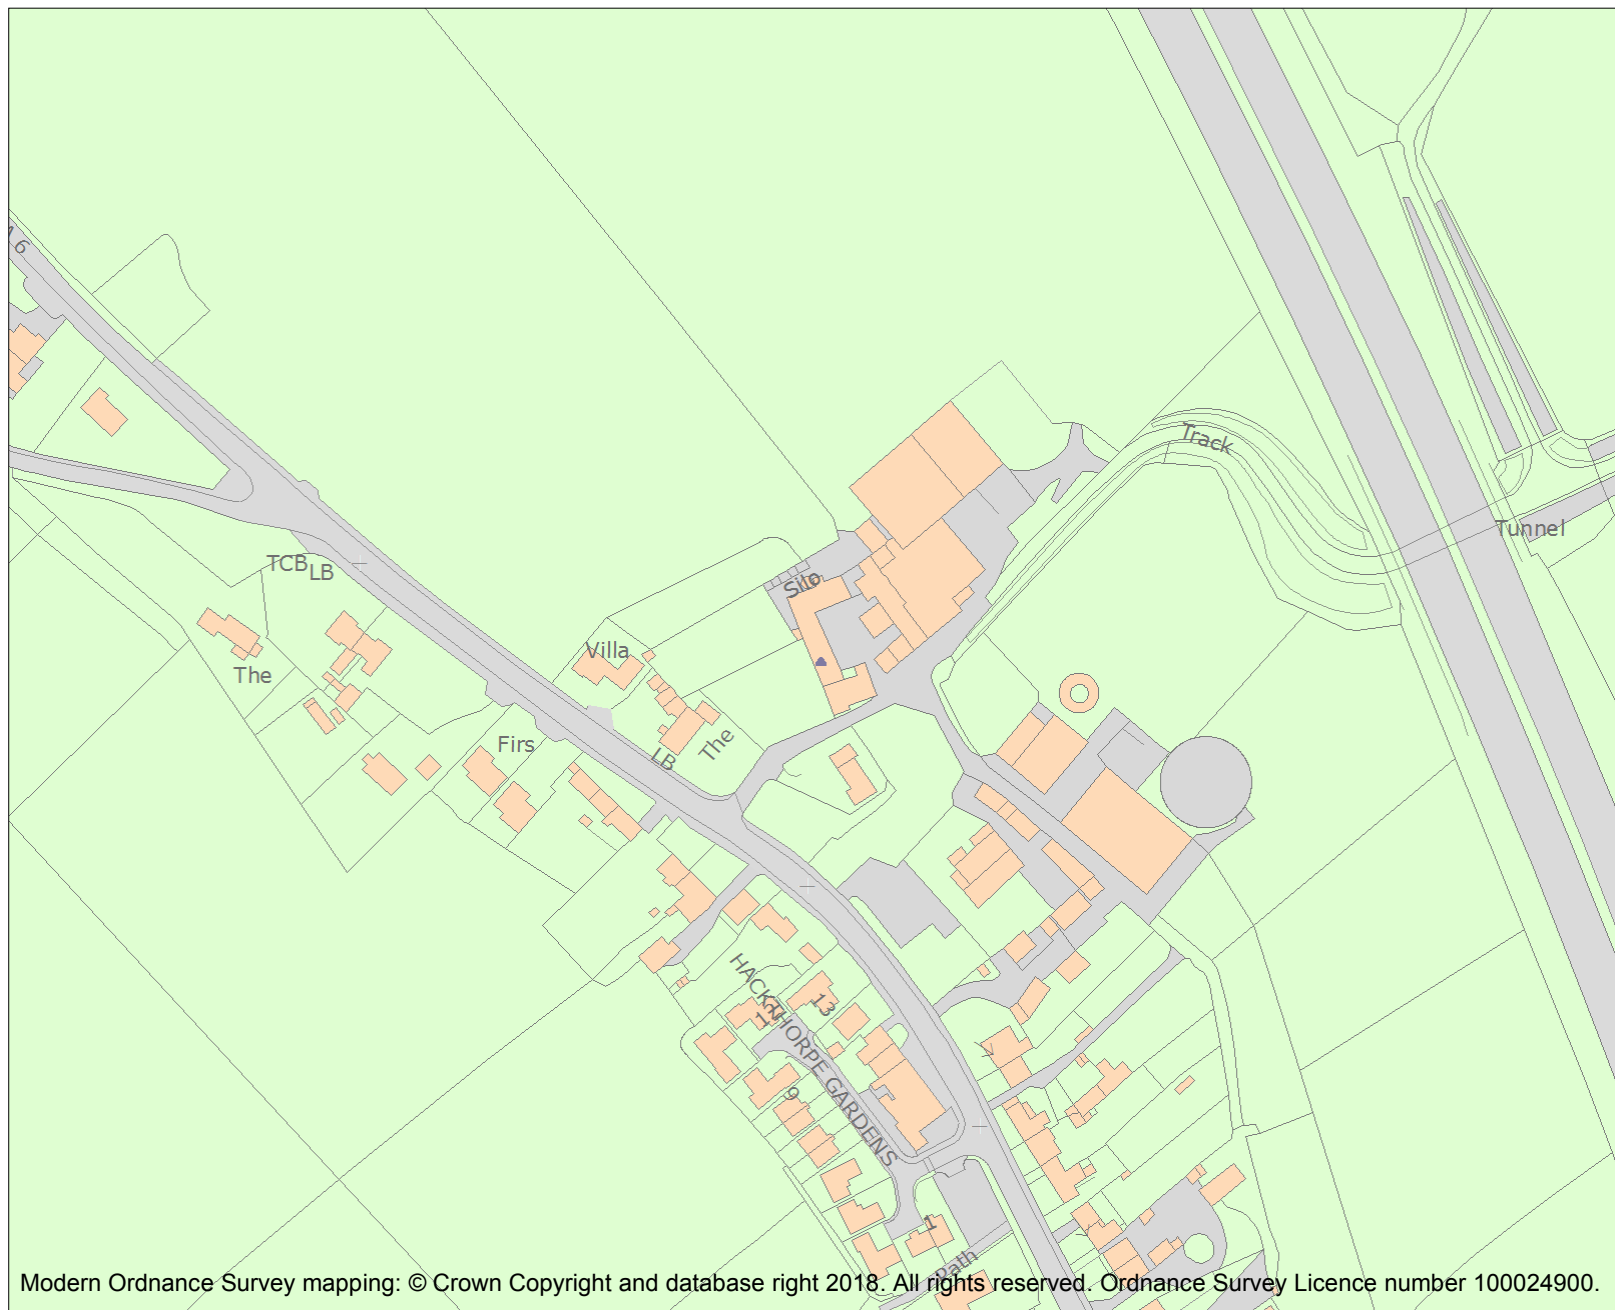 A 6
Track
Tunnel
TCB
LB
Silo
Villa
The
The
Firs
LB
HACKTHORPE GARDENS
13
9
1
Path
Modern Ordnance Survey mapping: © Crown Copyright and database right 2018. All rights reserved. Ordnance Survey Licence number 100024900.